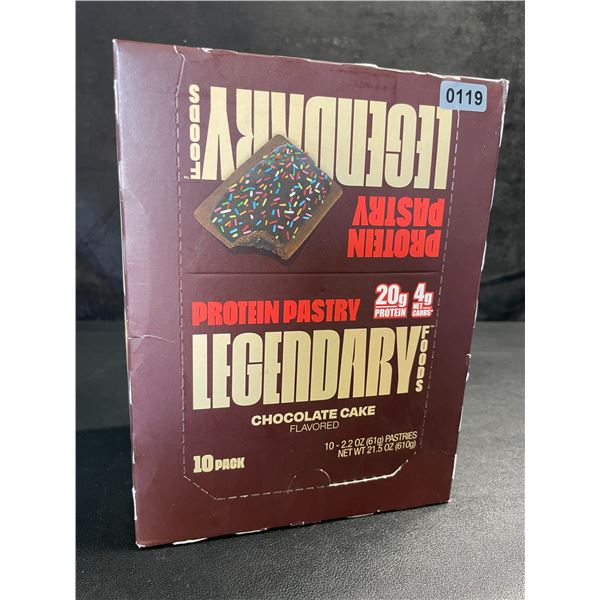 0119
LEGENDARY
FOODS™
PROTEIN
PASTRY
PROTEIN PASTRY
20g
PROTEIN
4g
NET
CARBS*
LEGENDARY
FOODS
CHOCOLATE CAKE
FLAVORED
10 - 2.2 OZ (61g) PASTRIES
NET WT 21.5 OZ (610g)
10 PACK